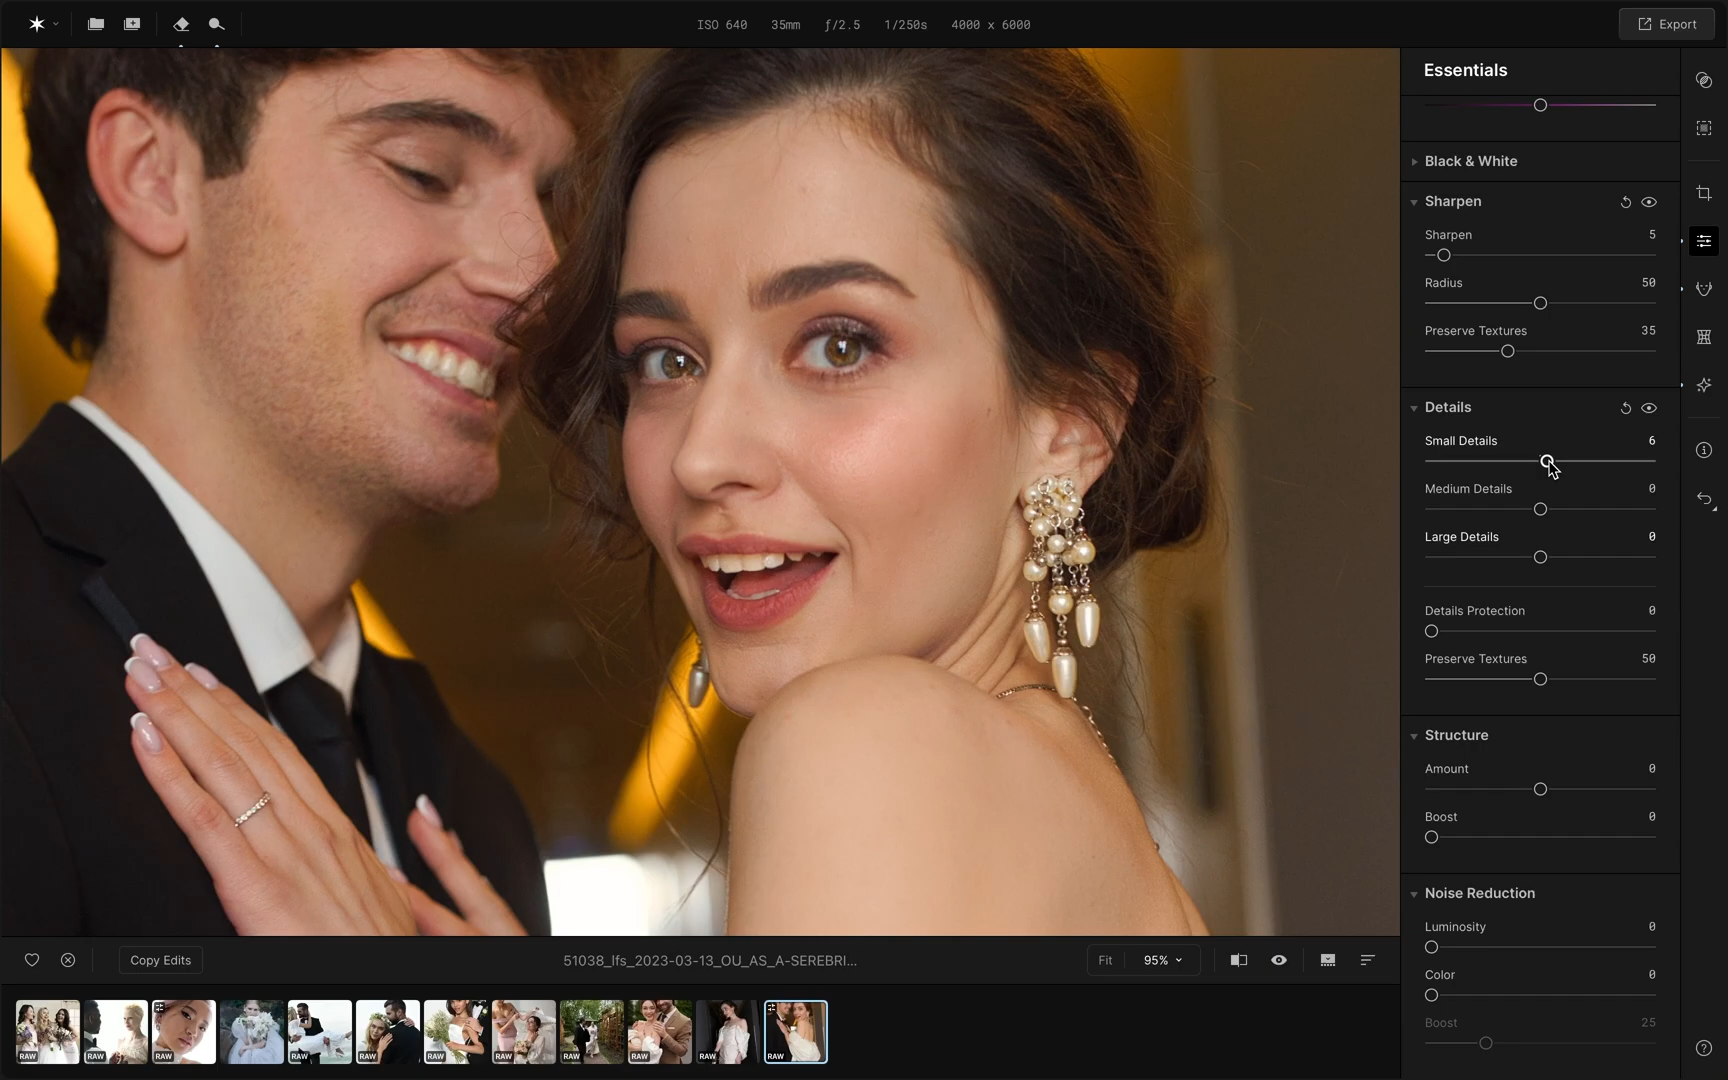 ISO 640 35mm ƒ/2.5 1/250s 4000 x 6000
Export
Essentials
Black & White
Sharpen
Sharpen 5
Radius 50
Preserve Textures 35
Details
Small Details 6
Medium Details 0
Large Details 0
Details Protection 0
Preserve Textures 50
Structure
Amount 0
Boost 0
Noise Reduction
Luminosity 0
Color 0
Boost 25
Copy Edits
51038_lfs_2023-03-13_OU_AS_A-SEREBRI...
Fit 95%
RAW
RAW
RAW
RAW
RAW
RAW
RAW
RAW
RAW
RAW
RAW